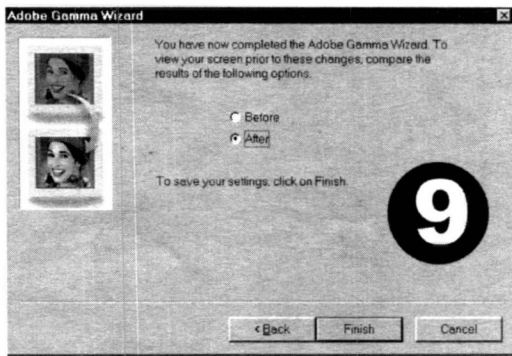 Adobe Gamma Wizard
You have now completed the Adobe Gamma Wizard. To
view your screen prior to these changes, compare the
results of the following options.
Before
After
To save your settings, click on Finish.
9
< Back
Finish
Cancel